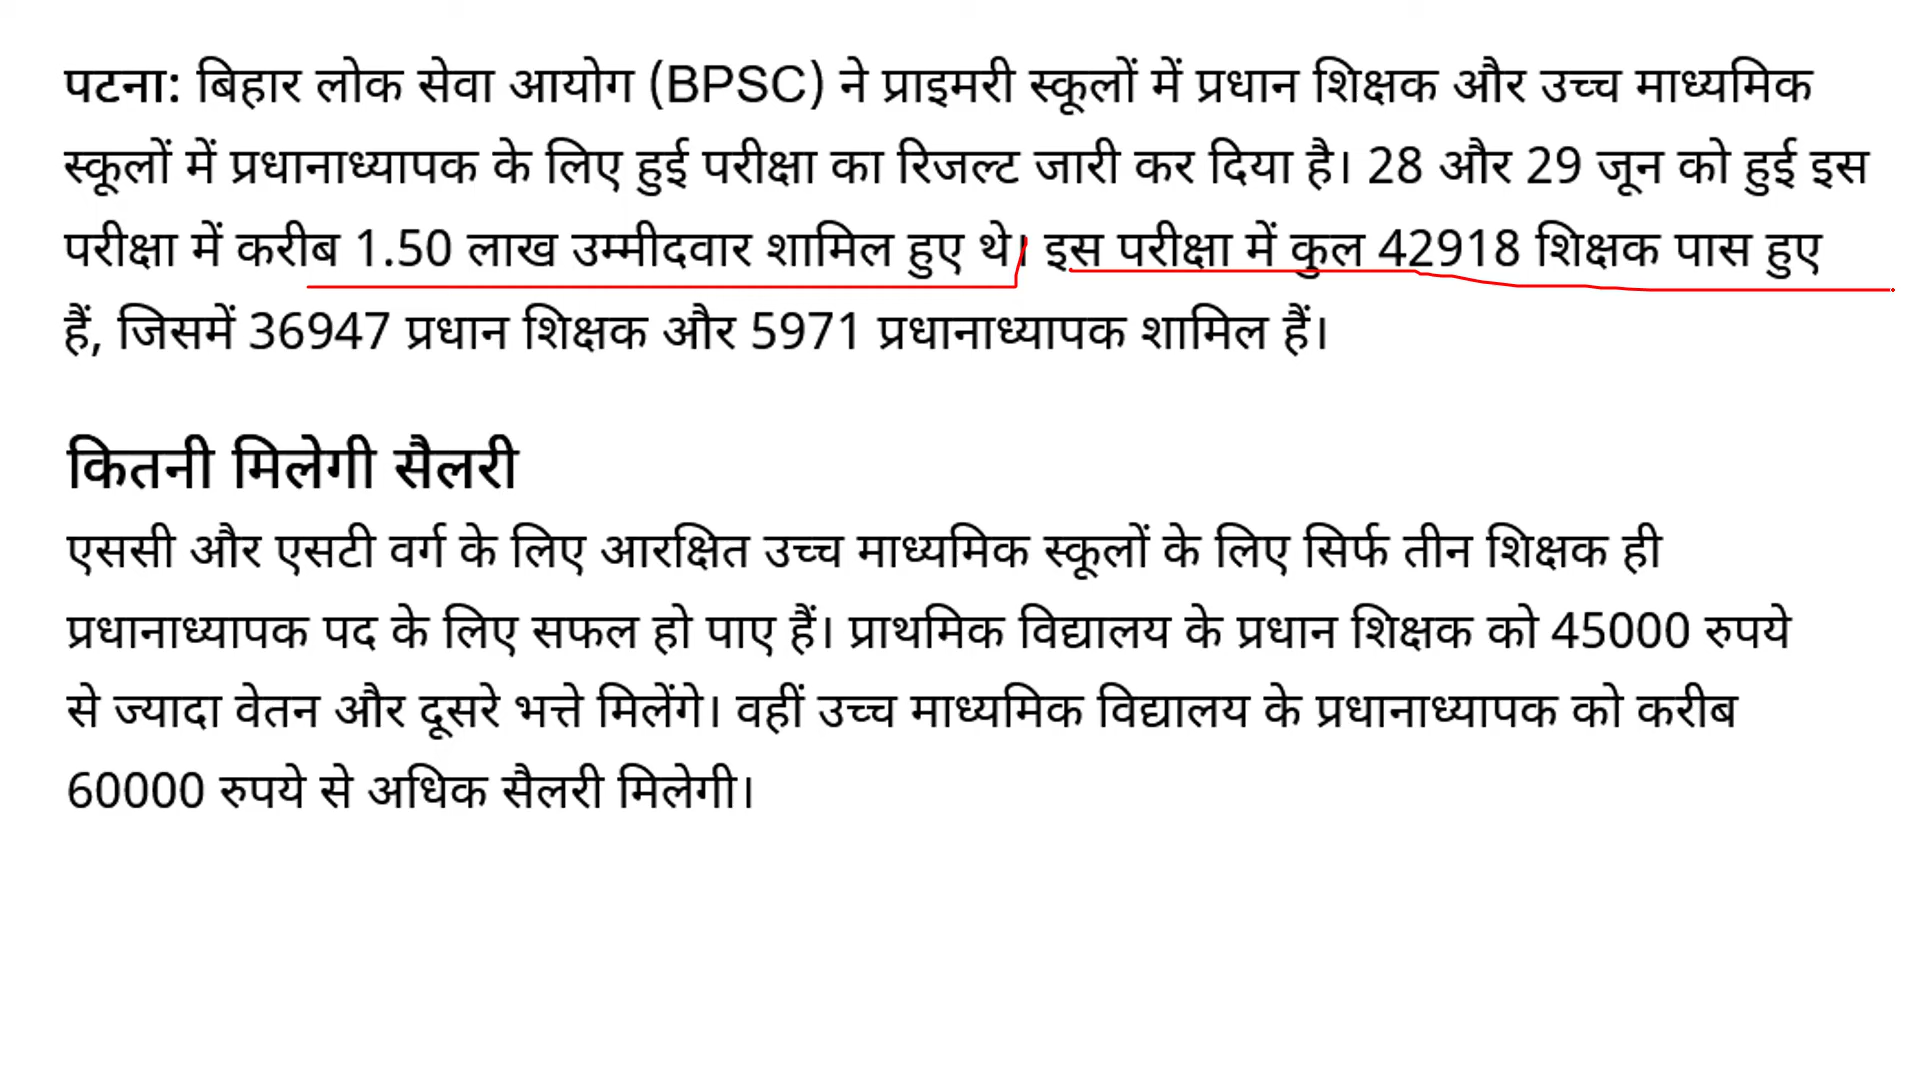 पटना: बिहार लोक सेवा आयोग (BPSC) ने प्राइमरी स्कूलों में प्रधान शिक्षक और उच्च माध्यमिक
स्कूलों में प्रधानाध्यापक के लिए हुई परीक्षा का रिजल्ट जारी कर दिया है। 28 और 29 जून को हुई इस
परीक्षा में करीब 1.50 लाख उम्मीदवार शामिल हुए थे। इस परीक्षा में कुल 42918 शिक्षक पास हुए
हैं, जिसमें 36947 प्रधान शिक्षक और 5971 प्रधानाध्यापक शामिल हैं।
कितनी मिलेगी सैलरी
एससी और एसटी वर्ग के लिए आरक्षित उच्च माध्यमिक स्कूलों के लिए सिर्फ तीन शिक्षक ही
प्रधानाध्यापक पद के लिए सफल हो पाए हैं। प्राथमिक विद्यालय के प्रधान शिक्षक को 45000 रुपये
से ज्यादा वेतन और दूसरे भत्ते मिलेंगे। वहीं उच्च माध्यमिक विद्यालय के प्रधानाध्यापक को करीब
60000 रुपये से अधिक सैलरी मिलेगी।